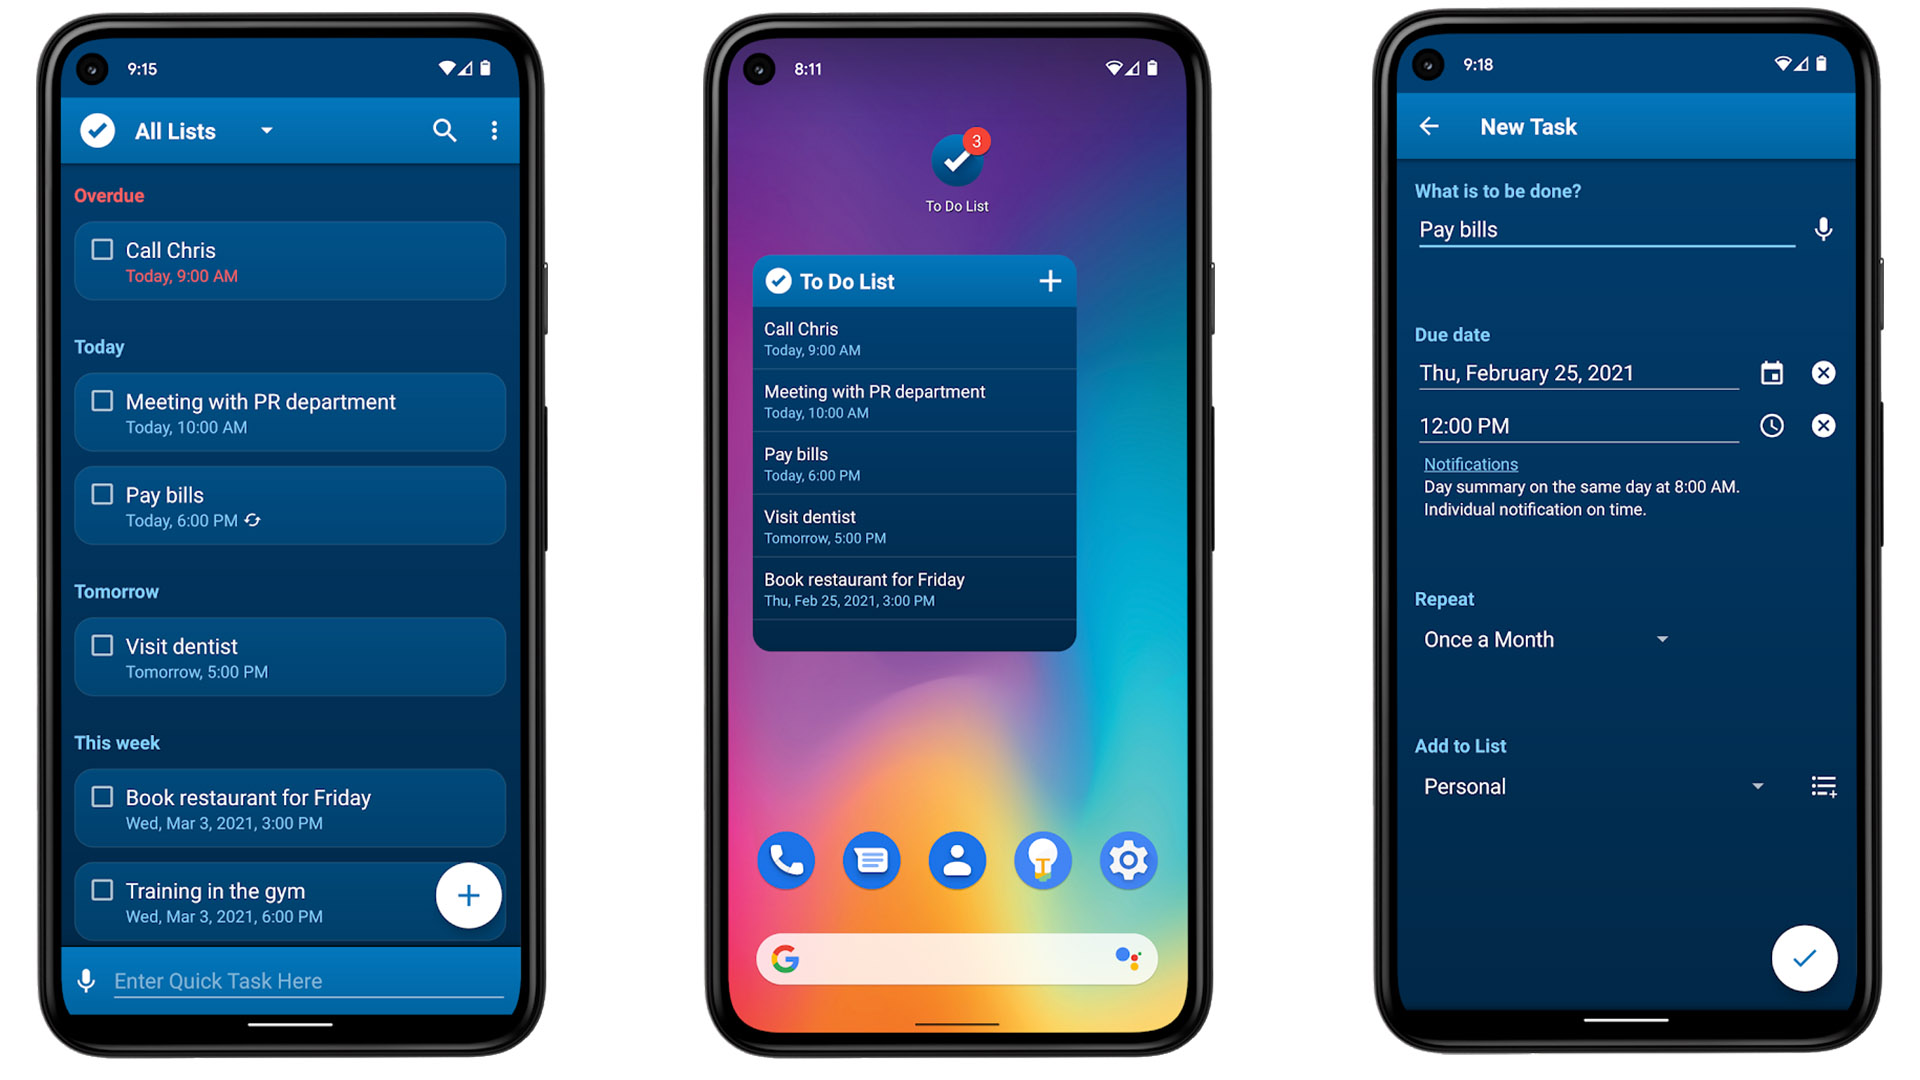 9:15
All Lists
Overdue
Call Chris
Today, 9:00 AM
Today
Meeting with PR department
Today, 10:00 AM
Pay bills
Today, 6:00 PM
Tomorrow
Visit dentist
Tomorrow, 5:00 PM
This week
Book restaurant for Friday
Wed, Mar 3, 2021, 3:00 PM
Training in the gym
Wed, Mar 3, 2021, 6:00 PM
Enter Quick Task Here
8:11
3
To Do List
To Do List
Call Chris
Today, 9:00 AM
Meeting with PR department
Today, 10:00 AM
Pay bills
Today, 6:00 PM
Visit dentist
Tomorrow, 5:00 PM
Book restaurant for Friday
Thu, Feb 25, 2021, 3:00 PM
G
9:18
New Task
What is to be done?
Pay bills
Due date
Thu, February 25, 2021
12:00 PM
Notifications
Day summary on the same day at 8:00 AM.
Individual notification on time.
Repeat
Once a Month
Add to List
Personal